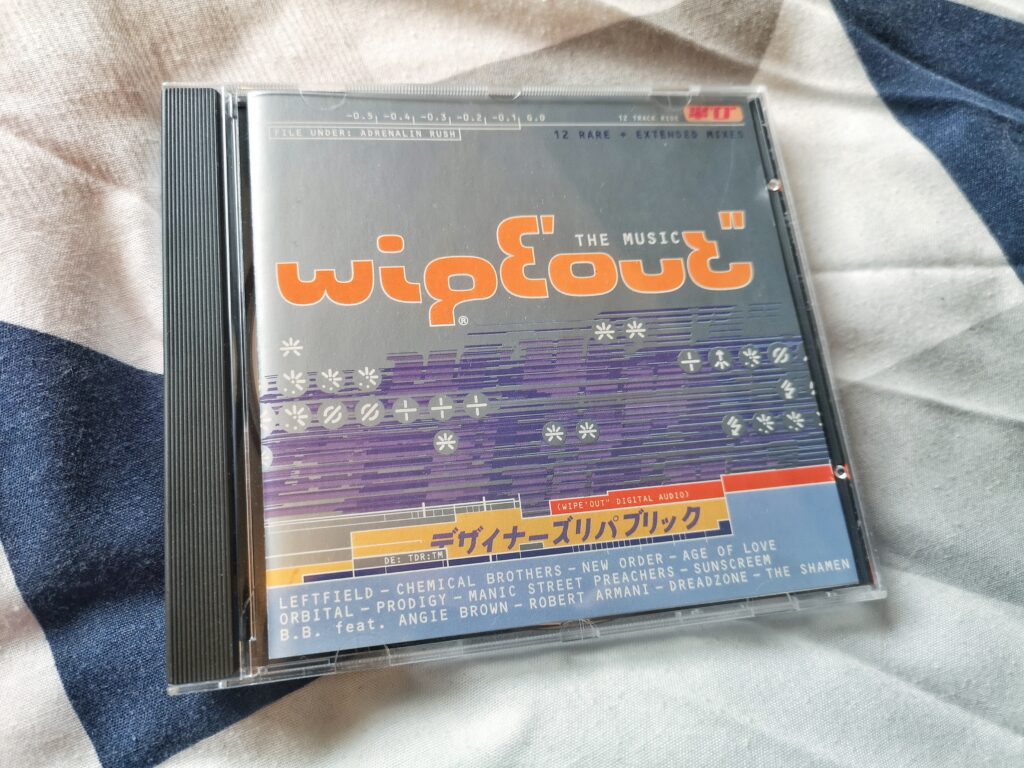 -0.5 -0.4 -0.3 -0.2 -0.1 0.0
12 TRACK RIDE
FILE UNDER: ADRENALIN RUSH
12 RARE + EXTENDED MIXES
THE MUSIC
wip'Eout"
®
(WIPE'OUT" DIGITAL AUDIO)
デザイナーズリパブリック
DE: TDR:TM
LEFTFIELD – CHEMICAL BROTHERS – NEW ORDER – AGE OF LOVE
ORBITAL – PRODIGY – MANIC STREET PREACHERS – SUNSCREEM
B.B. feat. ANGIE BROWN – ROBERT ARMANI – DREADZONE – THE SHAMEN